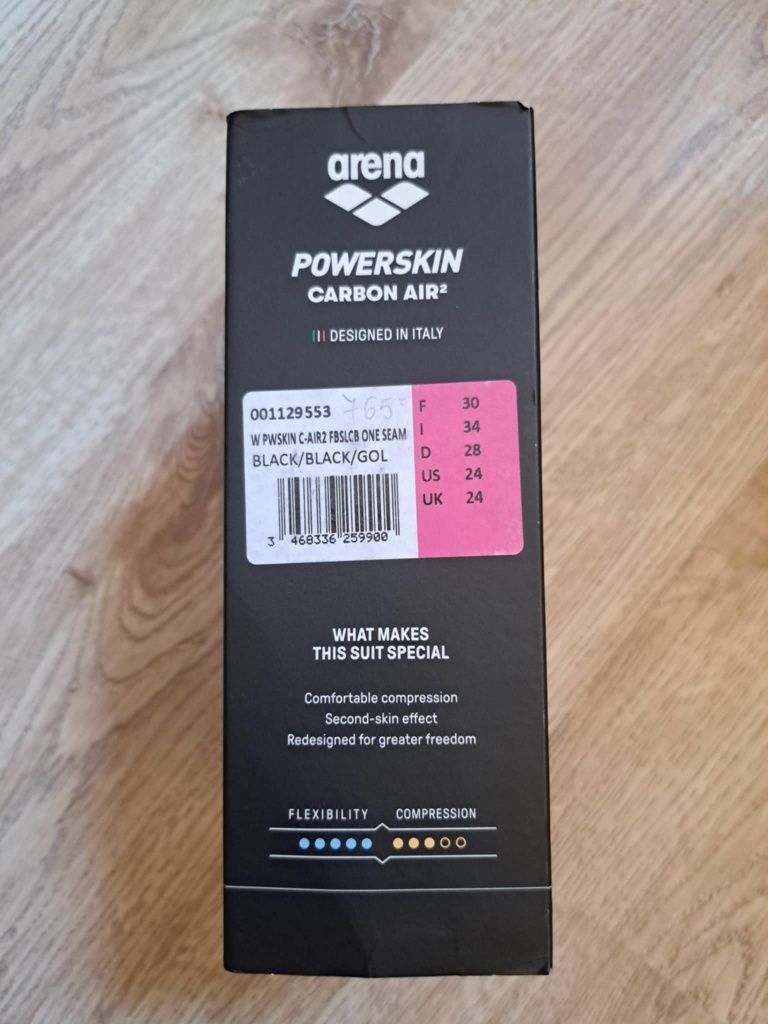 arena
POWERSKIN
CARBON AIR²
DESIGNED IN ITALY
001129553 765
W PWSKIN C-AIR2 FBSLCB ONE SEAM
BLACK/BLACK/GOL
3 468336 259900
F 30
I 34
D 28
US 24
UK 24
WHAT MAKES
THIS SUIT SPECIAL
Comfortable compression
Second-skin effect
Redesigned for greater freedom
FLEXIBILITY COMPRESSION